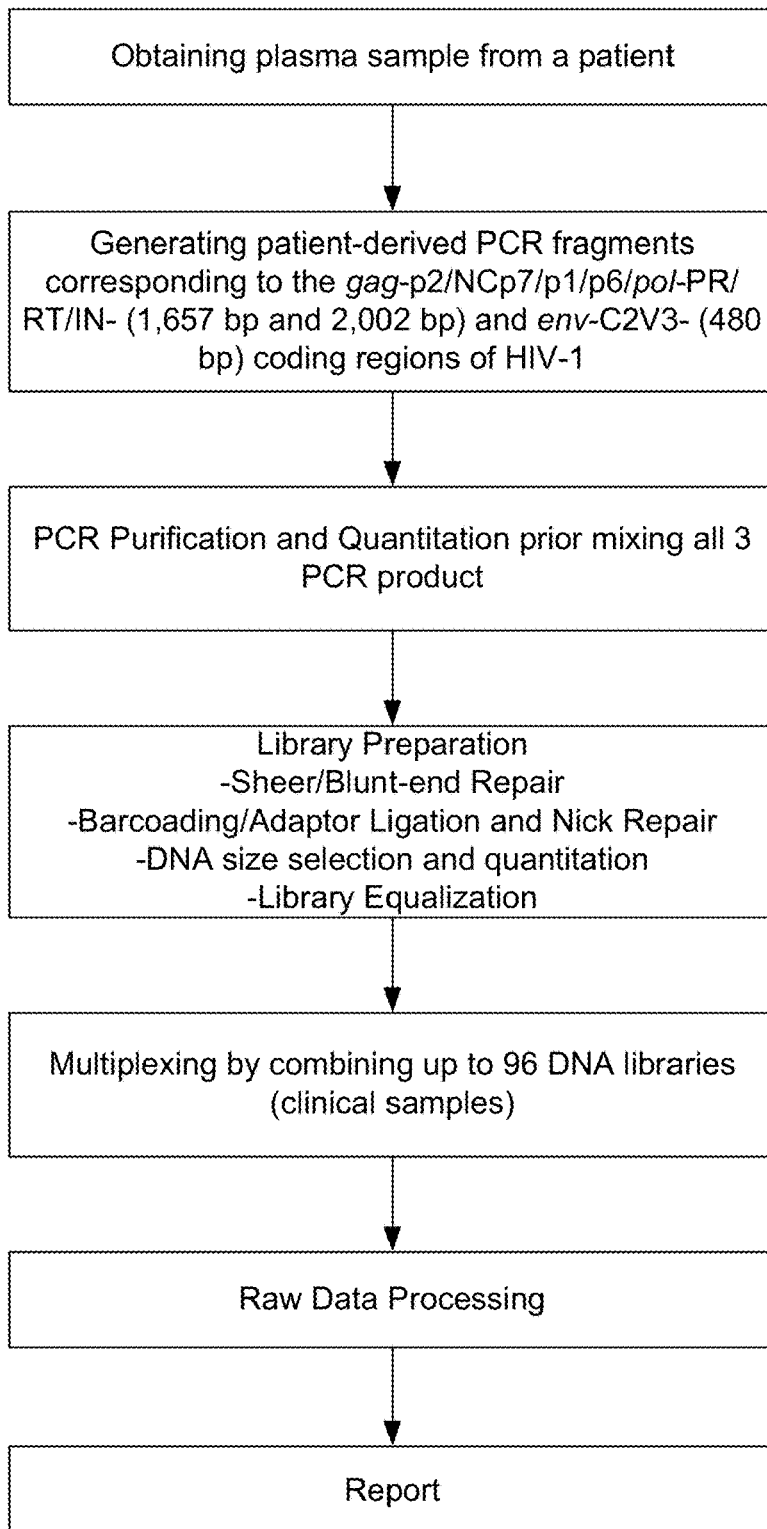 Obtaining plasma sample from a patient
Generating patient-derived PCR fragments
corresponding to the gag-p2/NCp7/p1/p6/pol-PR/
RT/IN- (1,657 bp and 2,002 bp) and env-C2V3- (480
bp) coding regions of HIV-1
PCR Purification and Quantitation prior mixing all 3
PCR product
Library Preparation
-Sheer/Blunt-end Repair
-Barcoading/Adaptor Ligation and Nick Repair
-DNA size selection and quantitation
-Library Equalization
Multiplexing by combining up to 96 DNA libraries
(clinical samples)
Raw Data Processing
Report